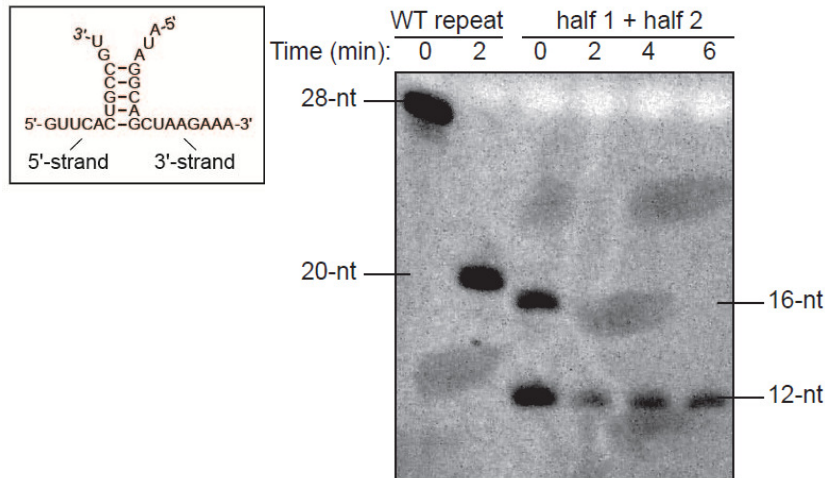 WT repeat half 1 + half 2
Time (min): 0 2 0 2 4 6
3'-U
G
C
C
G
U
A-5'
U
A
G
G
C
A
5'-GUUCAC GCUAAGAAA-3'
5'-strand 3'-strand
28-nt
20-nt
16-nt
12-nt